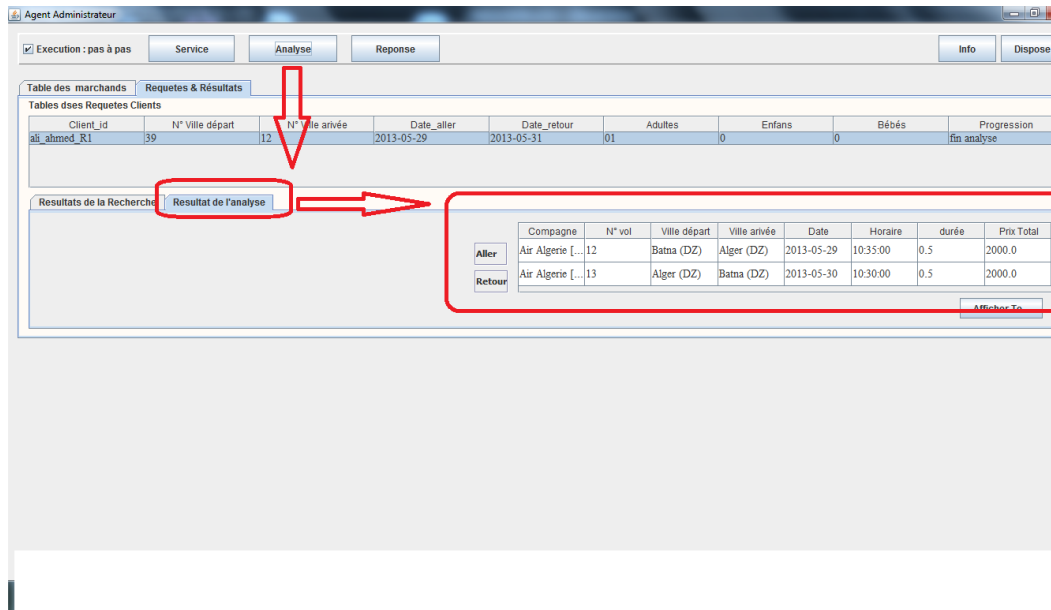 Agent Administrateur
Execution : pas à pas Service Analyse Reponse Info Dispose
Table des marchands Requetes & Résultats
Tables dses Requetes Clients
Client_id N° Ville départ N° Ville arivée Date_aller Date_retour Adultes Enfans Bébés Progression
ali_ahmed_R1 39 12 2013-05-29 2013-05-31 01 0 0 fin analyse
Resultats de la Recherche Resultat de l'analyse
Compagne N° vol Ville départ Ville arivée Date Horaire durée Prix Total
Aller Air Algerie [... 12 Batna (DZ) Alger (DZ) 2013-05-29 10:35:00 0.5 2000.0
Retour Air Algerie [... 13 Alger (DZ) Batna (DZ) 2013-05-30 10:30:00 0.5 2000.0
Afficher To...